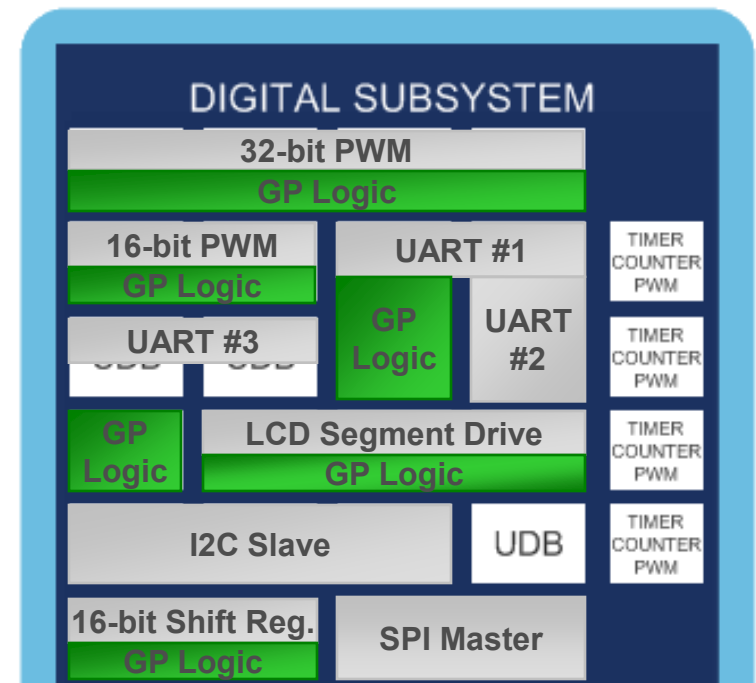 DIGITAL SUBSYSTEM
32-bit PWM
GP Logic
16-bit PWM
GP Logic
UART #1
TIMER
COUNTER
PWM
GP
Logic
UART
#2
UART #3
UDB
UDB
TIMER
COUNTER
PWM
GP
Logic
LCD Segment Drive
GP Logic
TIMER
COUNTER
PWM
I2C Slave
UDB
TIMER
COUNTER
PWM
16-bit Shift Reg.
GP Logic
SPI Master